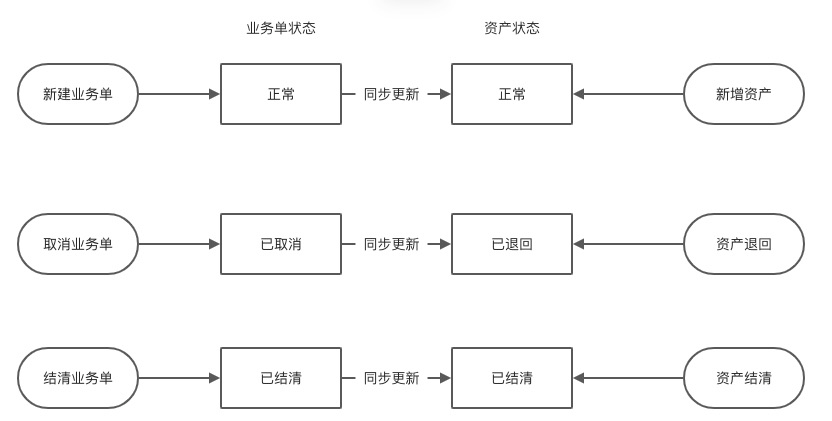 业务单状态
资产状态
新建业务单
正常
同步更新
正常
新增资产
取消业务单
已取消
同步更新
已退回
资产退回
结清业务单
已结清
同步更新
已结清
资产结清